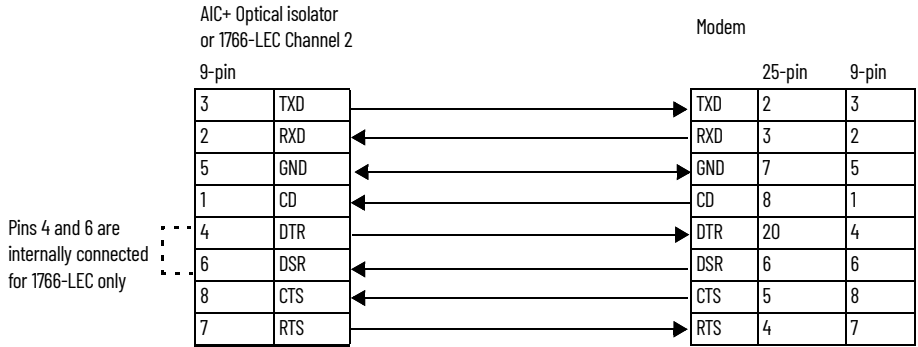 AIC+ Optical isolator
or 1766-LEC Channel 2
Modem
9-pin
25-pin 9-pin
3 TXD TXD 2 3
2 RXD RXD 3 2
5 GND GND 7 5
1 CD CD 8 1
4 DTR DTR 20 4
6 DSR DSR 6 6
8 CTS CTS 5 8
7 RTS RTS 4 7
Pins 4 and 6 are
internally connected
for 1766-LEC only